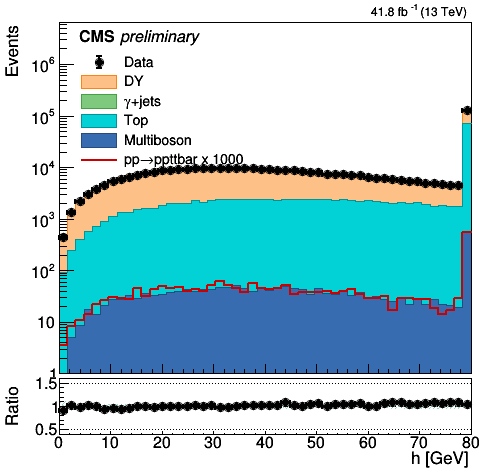 41.8 fb⁻¹ (13 TeV)
CMS preliminary
Data
DY
γ+jets
Top
Multiboson
pp→ppttbar x 1000
Events
10⁶
10⁵
10⁴
10³
10²
10
1
1.5
1
0.5
Ratio
0 10 20 30 40 50 60 70 80
h [GeV]